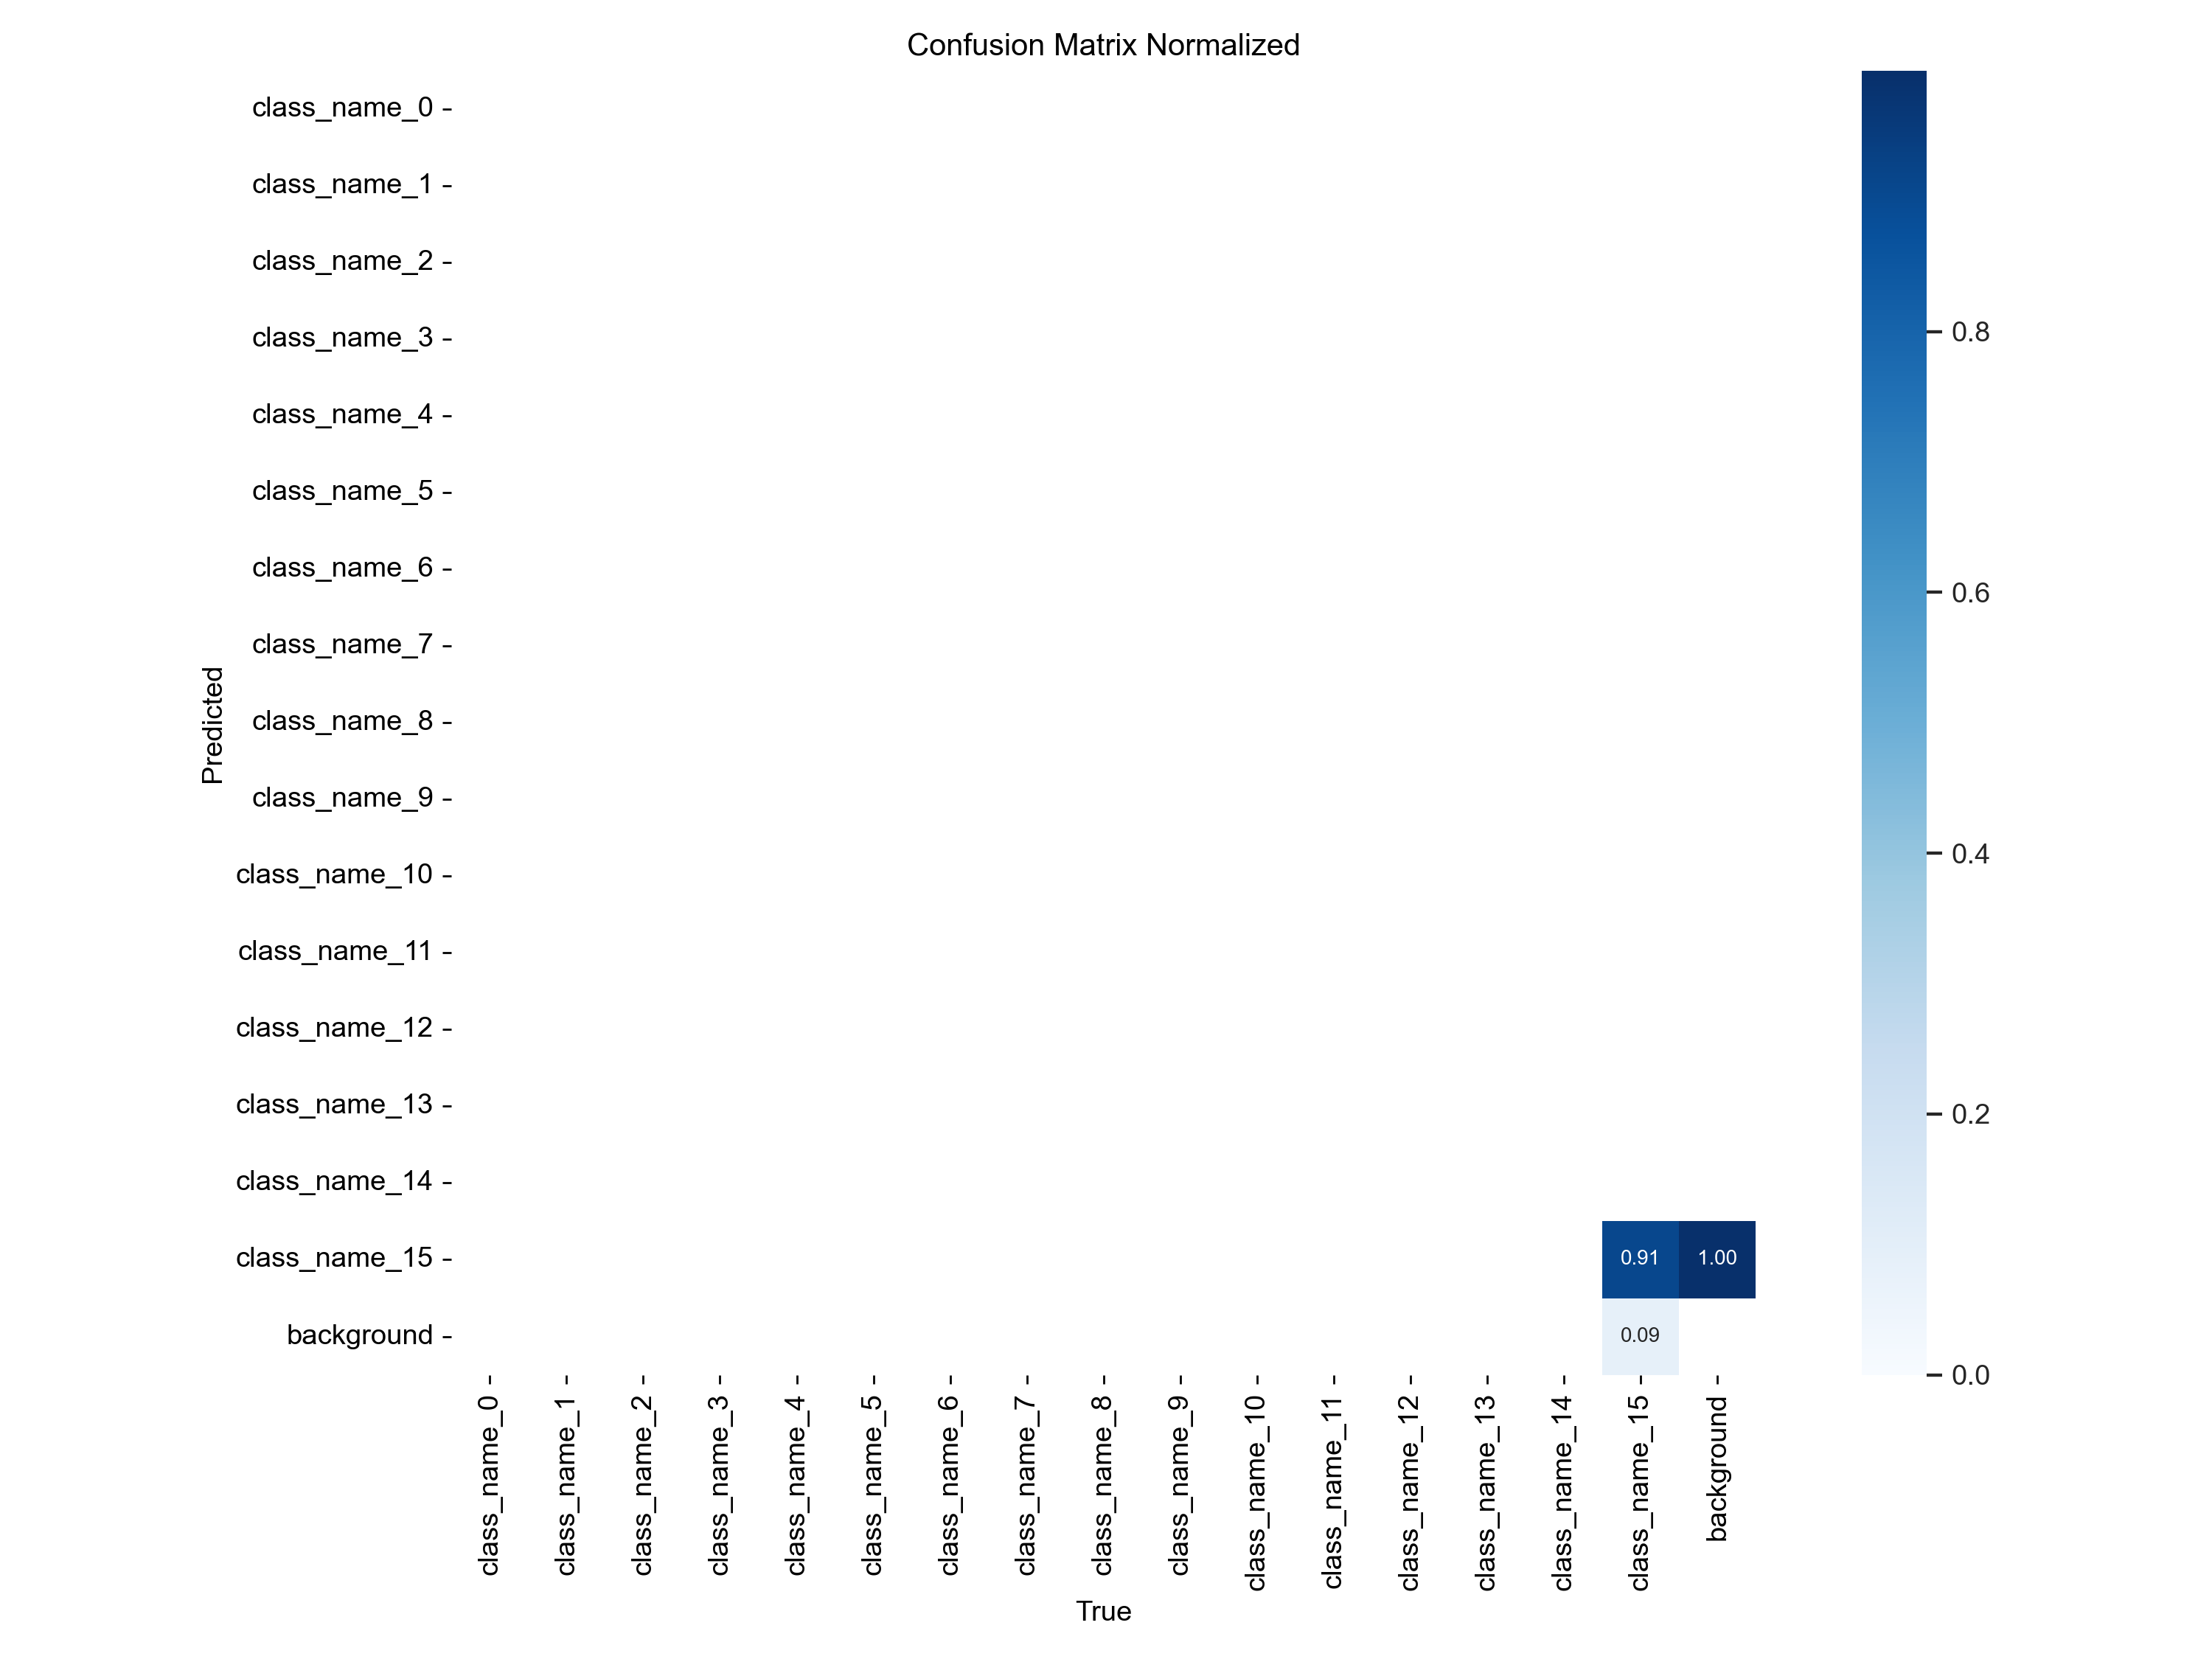 Confusion Matrix Normalized
class_name_0
class_name_1
class_name_2
class_name_3
class_name_4
class_name_5
class_name_6
class_name_7
class_name_8
class_name_9
class_name_10
class_name_11
class_name_12
class_name_13
class_name_14
class_name_15
background
Predicted
0.91 1.00
0.09
class_name_0
class_name_1
class_name_2
class_name_3
class_name_4
class_name_5
class_name_6
class_name_7
class_name_8
class_name_9
class_name_10
class_name_11
class_name_12
class_name_13
class_name_14
class_name_15
background
True
0.8
0.6
0.4
0.2
0.0